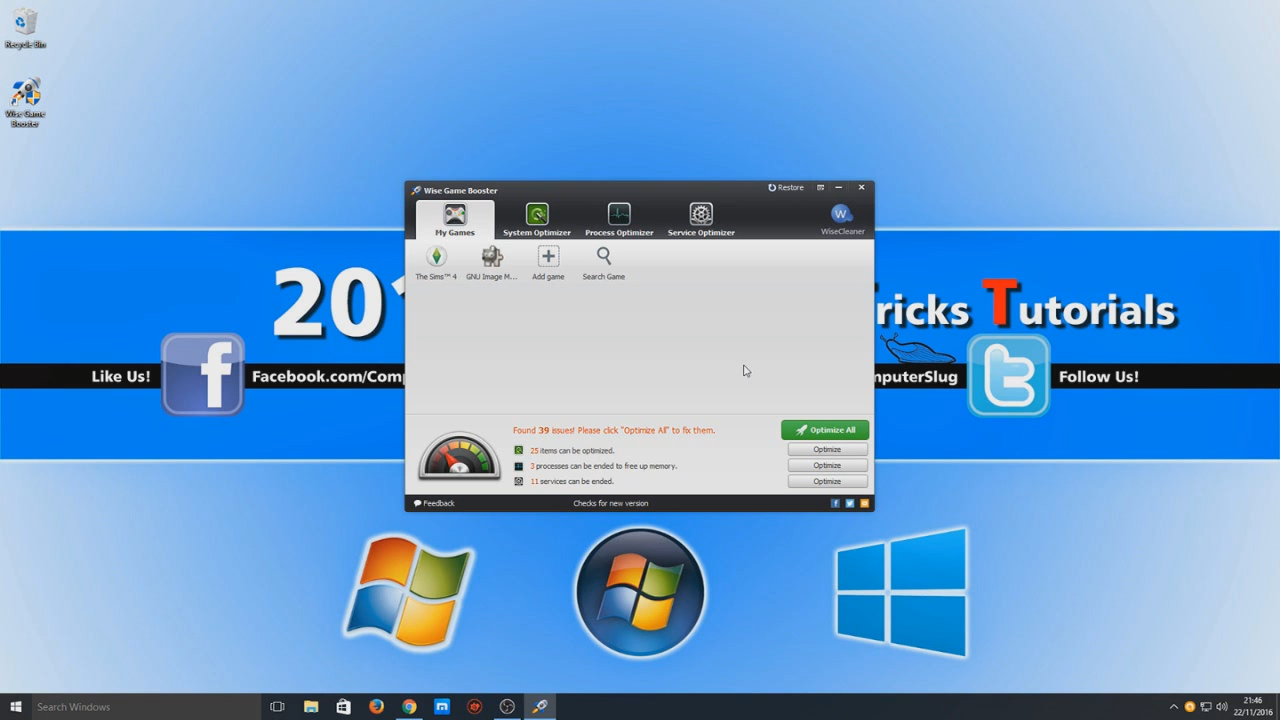 Recycle Bin
Wise Game
Booster
Wise Game Booster
Restore
My Games
System Optimizer
Process Optimizer
Service Optimizer
W
WiseCleaner
The Sims™ 4
GNU Image M...
Add game
Search Game
20
ricks Tutorials
Like Us!
f
Facebook.com/Comp
mputerSlug
t
Follow Us!
Found 39 issues! Please click "Optimize All" to fix them.
Optimize All
25 items can be optimized.
Optimize
3 processes can be ended to free up memory.
Optimize
11 services can be ended.
Optimize
Feedback
Checks for new version
Search Windows
21:46
22/11/2016